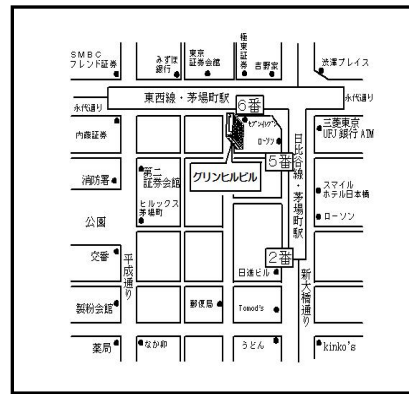 SMBC
フレンド証券
みずほ
銀行
東京
証券会館
極東証券
吉野家
渋澤プレイス
永代通り
東西線・茅場町駅
永代通り
6番
内藤証券
セブンイレブン
ローソン
三菱東京
UFJ銀行ATM
5番
日比谷線・茅場町駅
消防署
第二
証券会館
グリンヒルビル
ヒルックス
茅場町
スマイル
ホテル日本橋
ローソン
公園
交番
平成通り
2番
日進ビル
新大橋通り
製粉会館
郵便局
Tomod's
薬局
なか卯
うどん
kinko's